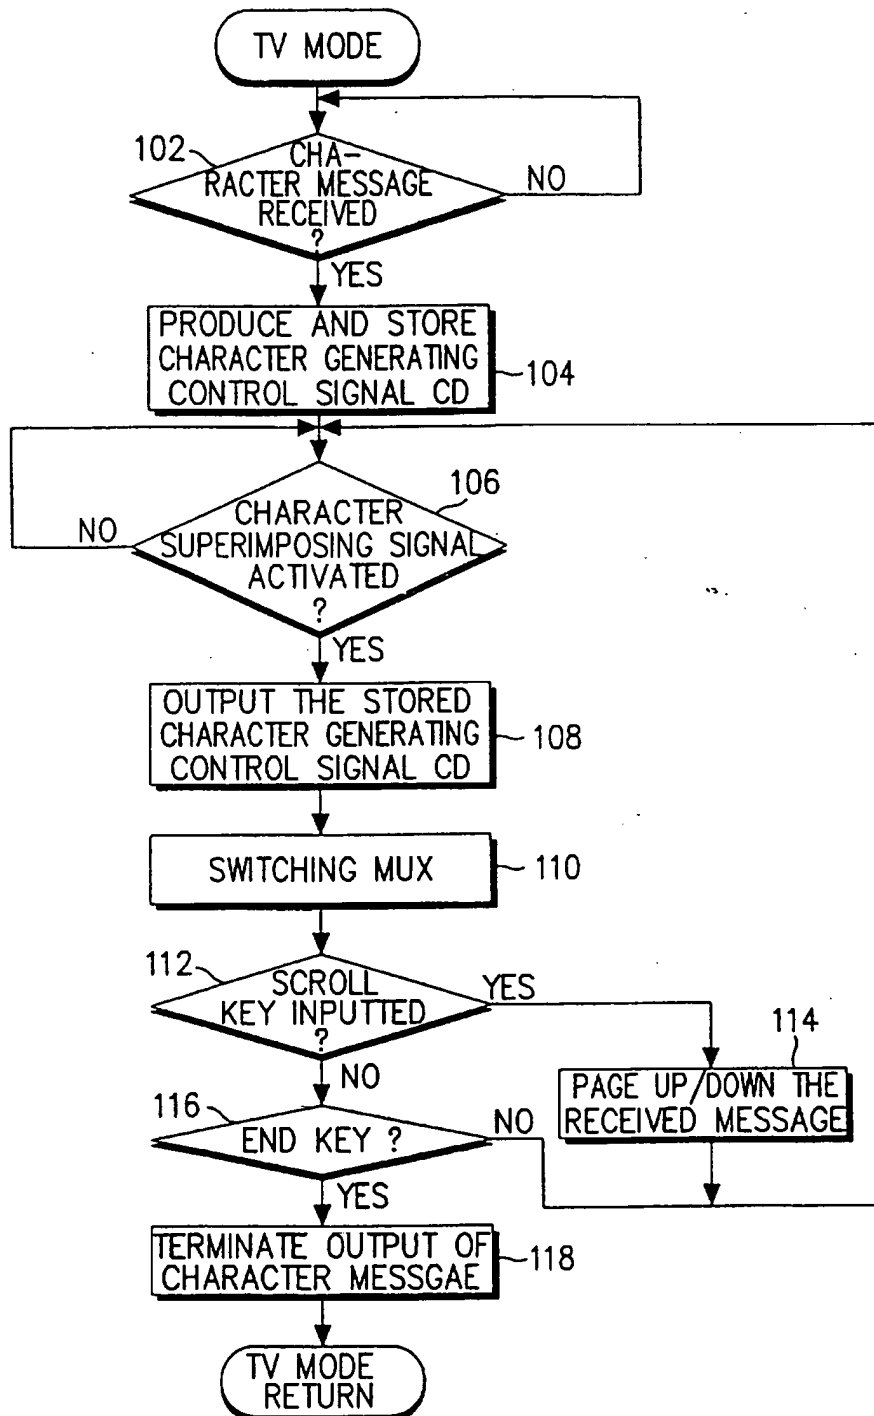 TV MODE
102
CHA-
RACTER MESSAGE
RECEIVED
?
NO
YES
PRODUCE AND STORE
CHARACTER GENERATING
CONTROL SIGNAL CD
104
106
CHARACTER
SUPERIMPOSING SIGNAL
ACTIVATED
?
NO
YES
OUTPUT THE STORED
CHARACTER GENERATING
CONTROL SIGNAL CD
108
SWITCHING MUX
110
112
SCROLL
KEY INPUTTED
?
YES
NO
114
PAGE UP/DOWN THE
RECEIVED MESSAGE
116
END KEY ?
NO
YES
TERMINATE OUTPUT OF
CHARACTER MESSGAE
118
TV MODE
RETURN